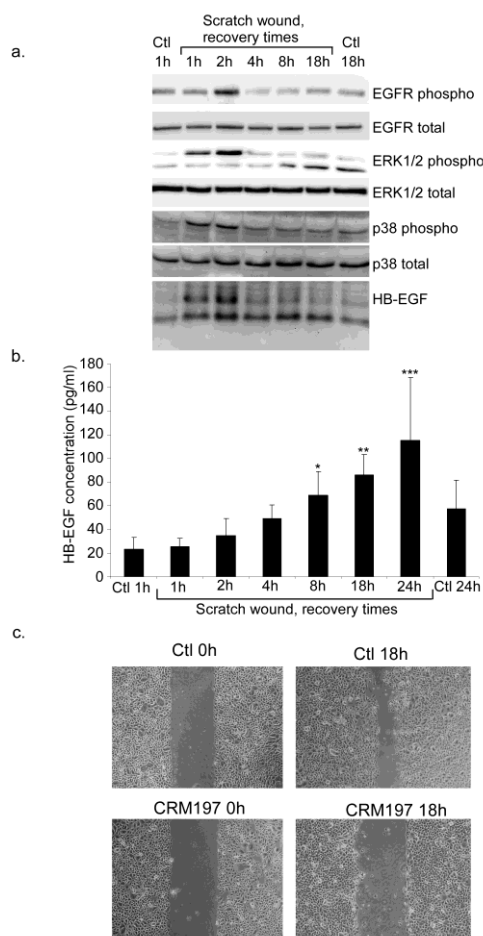 a.
Scratch wound,
recovery times
Ctl Ctl
1h 1h 2h 4h 8h 18h 18h
EGFR phospho
EGFR total
ERK1/2 phospho
ERK1/2 total
p38 phospho
p38 total
HB-EGF
b.
HB-EGF concentration (pg/ml)
180
160
140
120
100
80
60
40
20
0
* ** ***
Ctl 1h 1h 2h 4h 8h 18h 24h Ctl 24h
Scratch wound, recovery times
c.
Ctl 0h Ctl 18h
CRM197 0h CRM197 18h